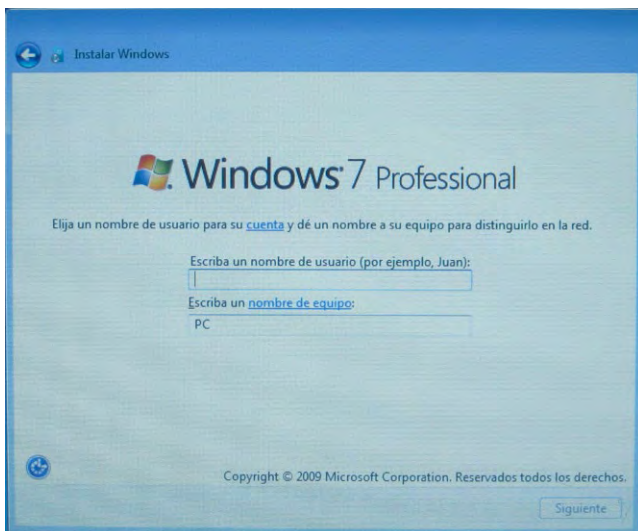 Instalar Windows
Windows 7 Professional
Elija un nombre de usuario para su cuenta y dé un nombre a su equipo para distinguirlo en la red.
Escriba un nombre de usuario (por ejemplo, Juan):
Escriba un nombre de equipo:
PC
Copyright © 2009 Microsoft Corporation. Reservados todos los derechos.
Siguiente